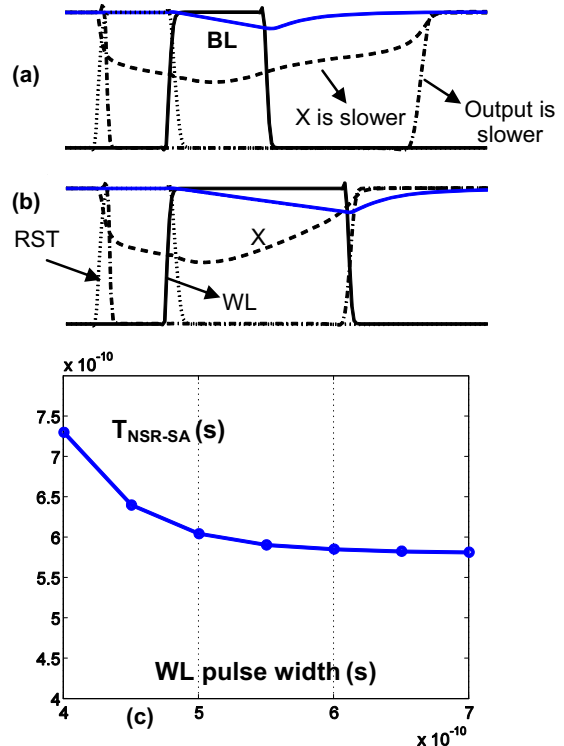 BL
(a)
X is slower
Output is
slower
(b)
RST
X
WL
x 10⁻¹⁰
7.5
7
6.5
6
5.5
5
4.5
4
T_NSR-SA (s)
WL pulse width (s)
4 5 6 7
(c)
x 10⁻¹⁰